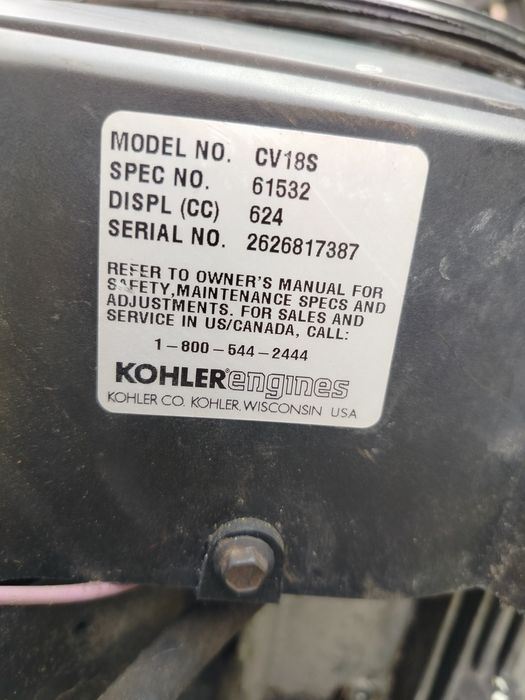 MODEL NO. CV18S
SPEC NO. 61532
DISPL (CC) 624
SERIAL NO. 2626817387
REFER TO OWNER'S MANUAL FOR
SAFETY,MAINTENANCE SPECS AND
ADJUSTMENTS. FOR SALES AND
SERVICE IN US/CANADA, CALL:
1-800-544-2444
KOHLER® engines
KOHLER CO. KOHLER, WISCONSIN USA